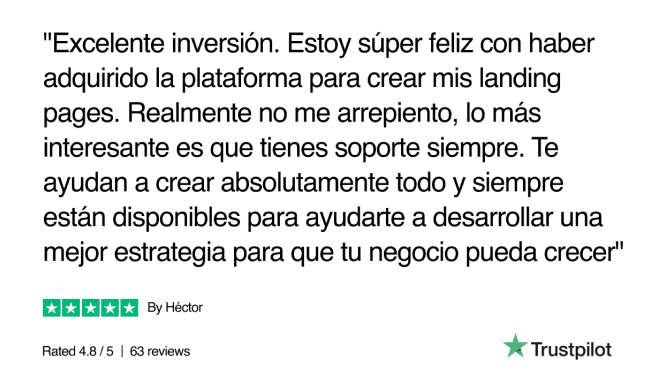 "Excelente inversión. Estoy súper feliz con haber
adquirido la plataforma para crear mis landing
pages. Realmente no me arrepiento, lo más
interesante es que tienes soporte siempre. Te
ayudan a crear absolutamente todo y siempre
están disponibles para ayudarte a desarrollar una
mejor estrategia para que tu negocio pueda crecer"
By Héctor
Rated 4.8 / 5 | 63 reviews
Trustpilot